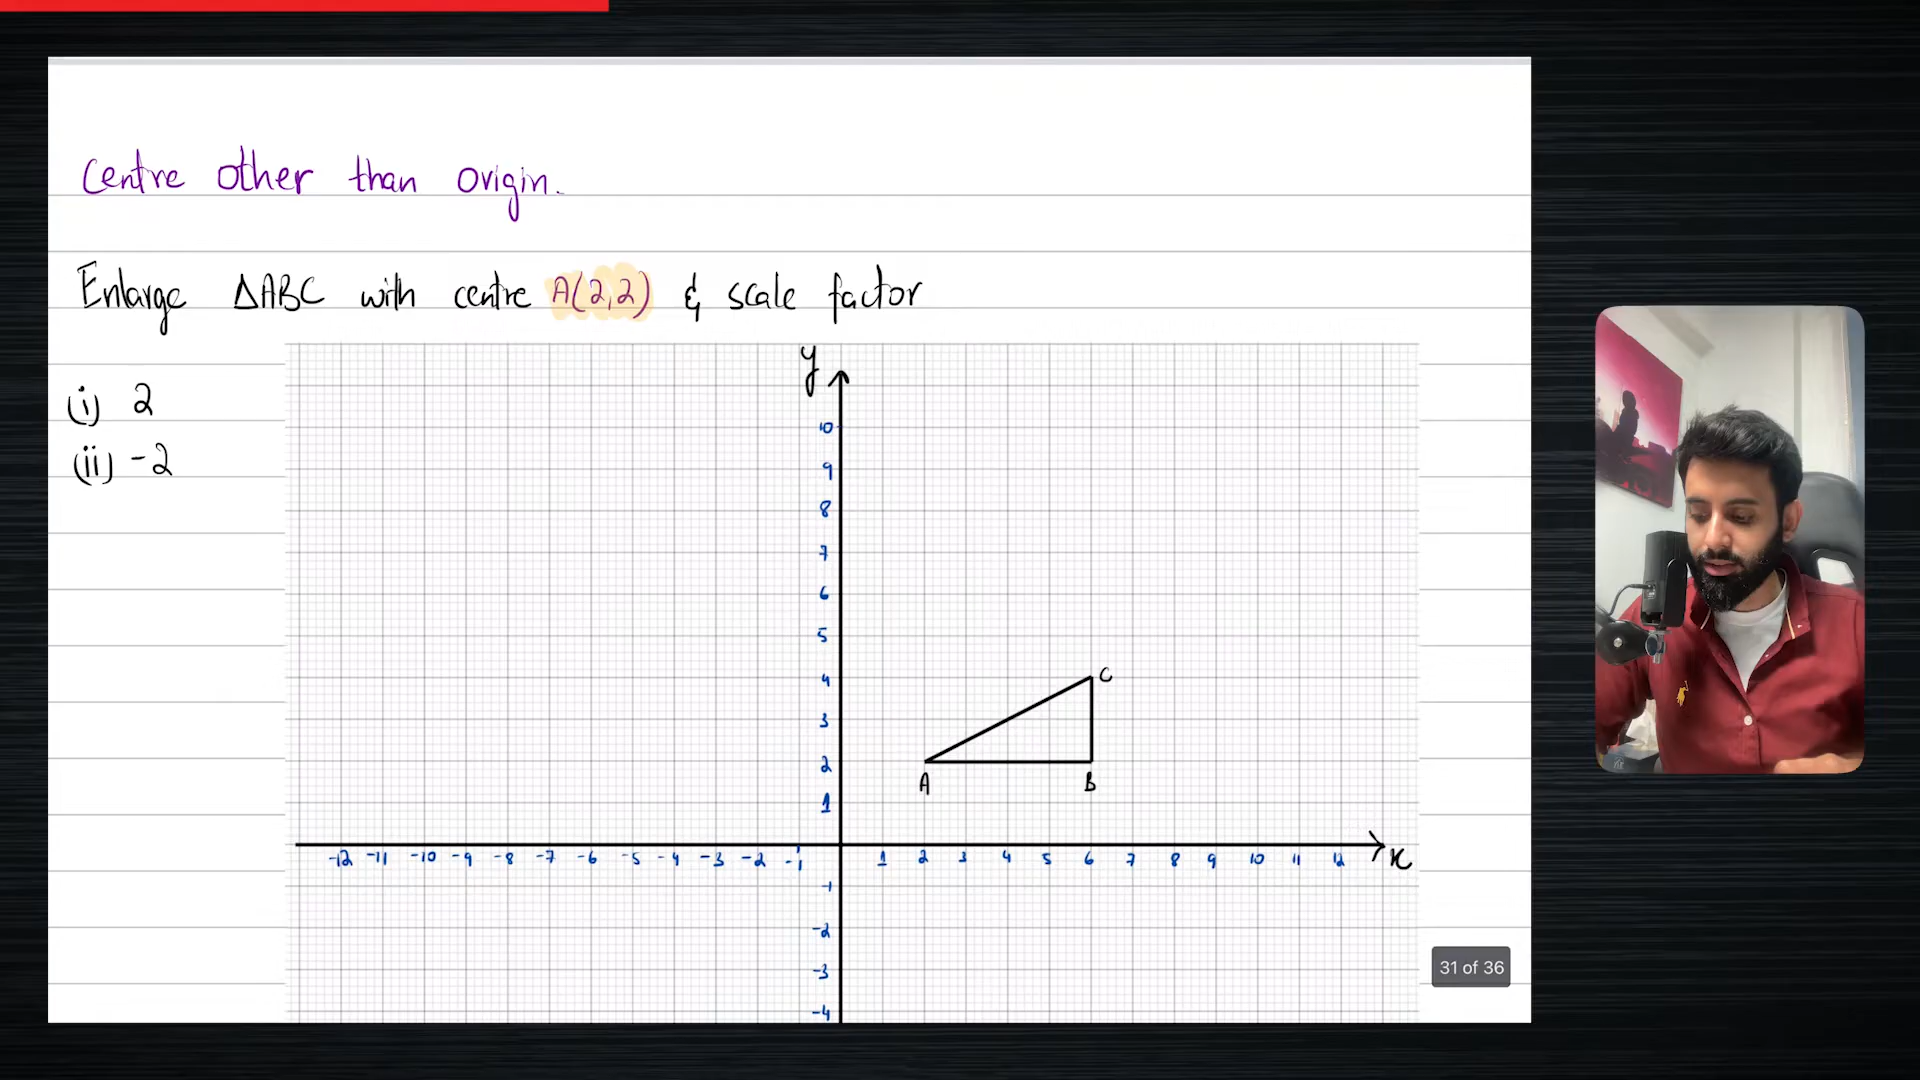 Centre other than origin.
Enlarge ΔABC with centre A(2,2) & scale factor
(i) 2
(ii) -2
y
10
9
8
7
6
5
4
3
2
1
C
A
B
-12 -11 -10 -9 -8 -7 -6 -5 -4 -3 -2 -1 1 2 3 4 5 6 7 8 9 10 11 12 x
-1
-2
-3
-4
31 of 36